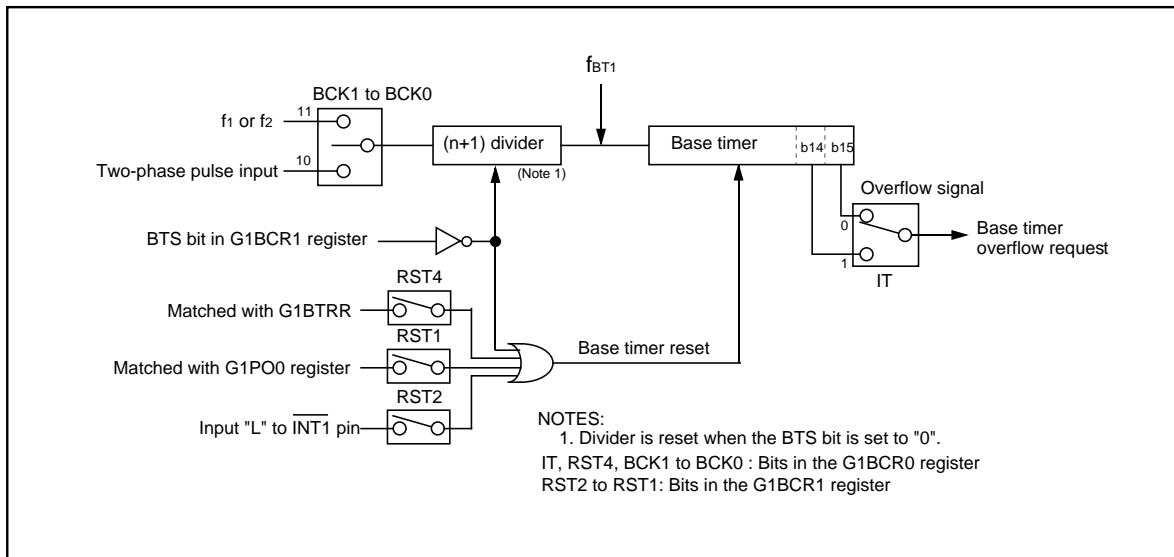 fBT1
BCK1 to BCK0
11
f1 or f2
(n+1) divider
Base timer
b14
b15
10
Two-phase pulse input
(Note 1)
Overflow signal
0
Base timer
overflow request
BTS bit in G1BCR1 register
1
IT
RST4
Matched with G1BTRR
RST1
Base timer reset
Matched with G1PO0 register
RST2
Input "L" to INT1 pin
NOTES:
1. Divider is reset when the BTS bit is set to "0".
IT, RST4, BCK1 to BCK0 : Bits in the G1BCR0 register
RST2 to RST1: Bits in the G1BCR1 register